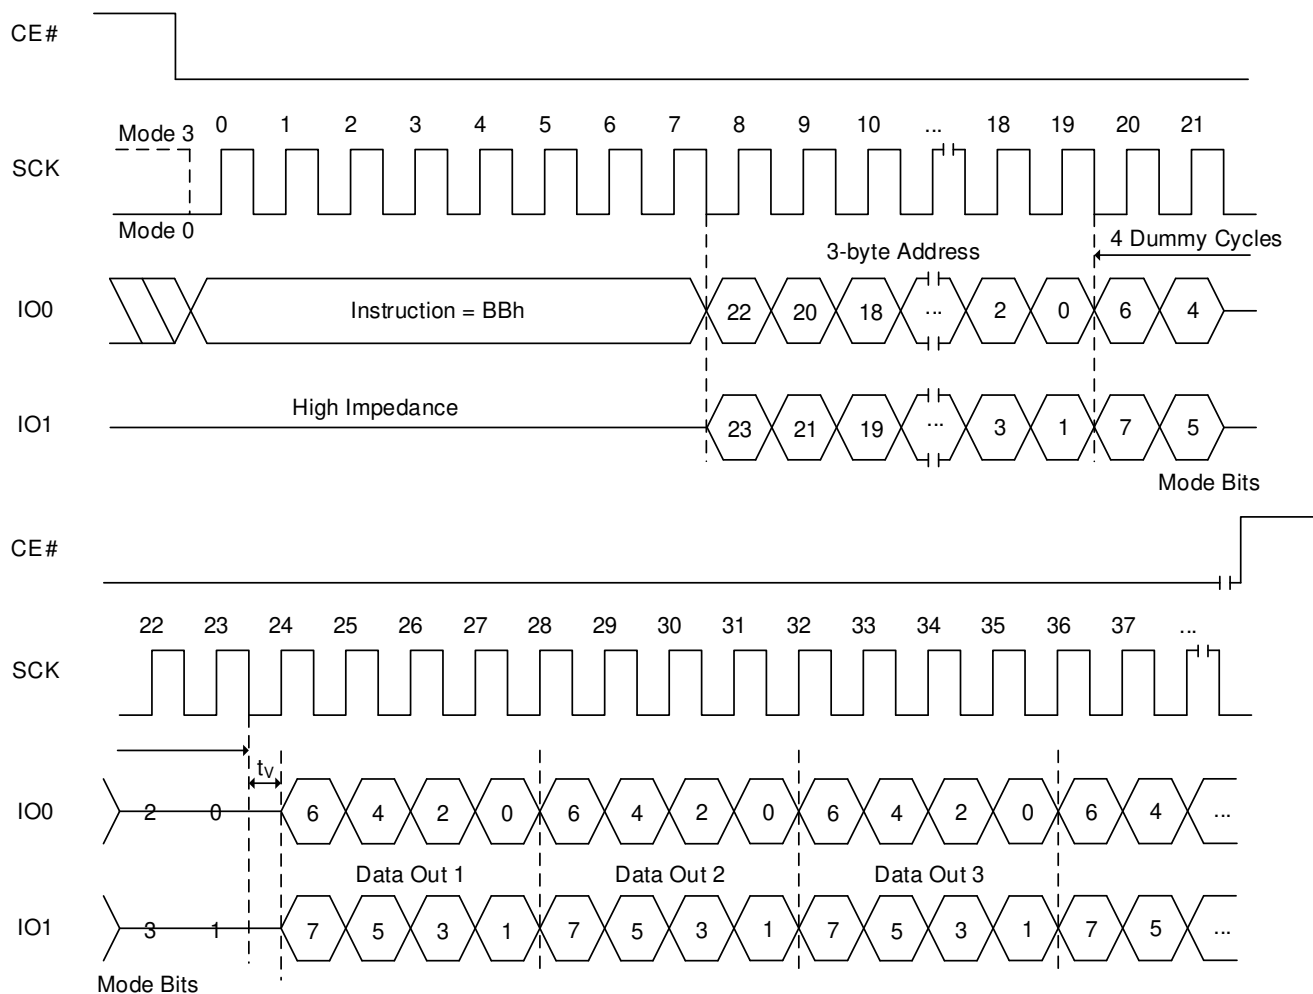 CE#
Mode 3 0 1 2 3 4 5 6 7 8 9 10 ... 18 19 20 21
SCK
Mode 0
3-byte Address 4 Dummy Cycles
IO0 Instruction = BBh 22 20 18 ... 2 0 6 4
High Impedance
IO1 23 21 19 ... 3 1 7 5
Mode Bits
CE#
22 23 24 25 26 27 28 29 30 31 32 33 34 35 36 37 ...
SCK
tV
IO0 2 0 6 4 2 0 6 4 2 0 6 4 2 0 6 4 ...
Data Out 1 Data Out 2 Data Out 3
IO1 3 1 7 5 3 1 7 5 3 1 7 5 3 1 7 5 ...
Mode Bits